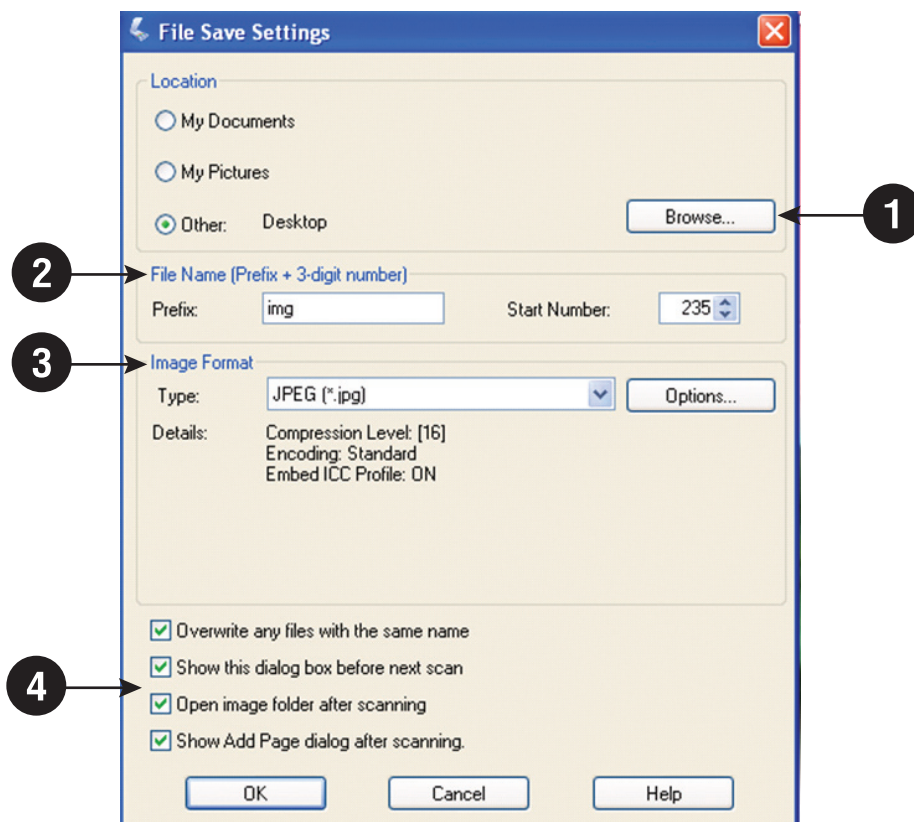 File Save Settings
Location
My Documents
My Pictures
Other: Desktop Browse... 1
2 File Name (Prefix + 3-digit number)
Prefix: img Start Number: 235
3 Image Format
Type: JPEG (*.jpg) Options...
Details: Compression Level: [16]
Encoding: Standard
Embed ICC Profile: ON
Overwrite any files with the same name
Show this dialog box before next scan
4
Open image folder after scanning
Show Add Page dialog after scanning.
OK Cancel Help